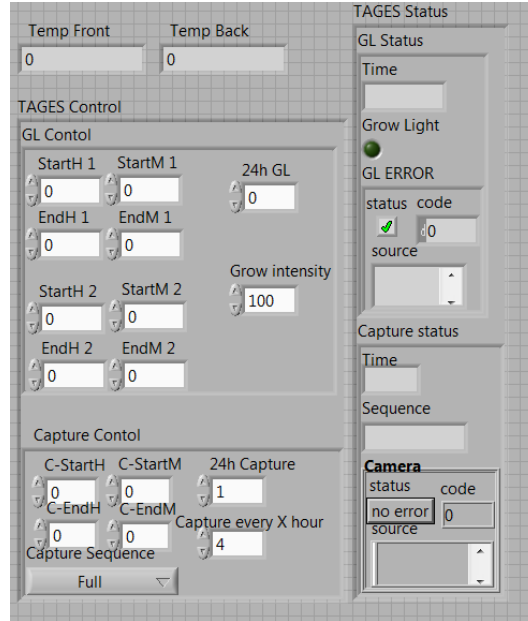 Temp Front
Temp Back
0
0
TAGES Control
GL Contol
StartH 1
StartM 1
24h GL
0
0
0
EndH 1
EndM 1
0
0
Grow intensity
100
StartH 2
StartM 2
0
0
EndH 2
EndM 2
0
0
Capture Contol
C-StartH
C-StartM
24h Capture
0
0
1
C-EndH
C-EndM
Capture every X hour
0
0
4
Capture Sequence
Full
TAGES Status
GL Status
Time
Grow Light
GL ERROR
status
code
d0
source
Capture status
Time
Sequence
Camera
status
code
no error
0
source